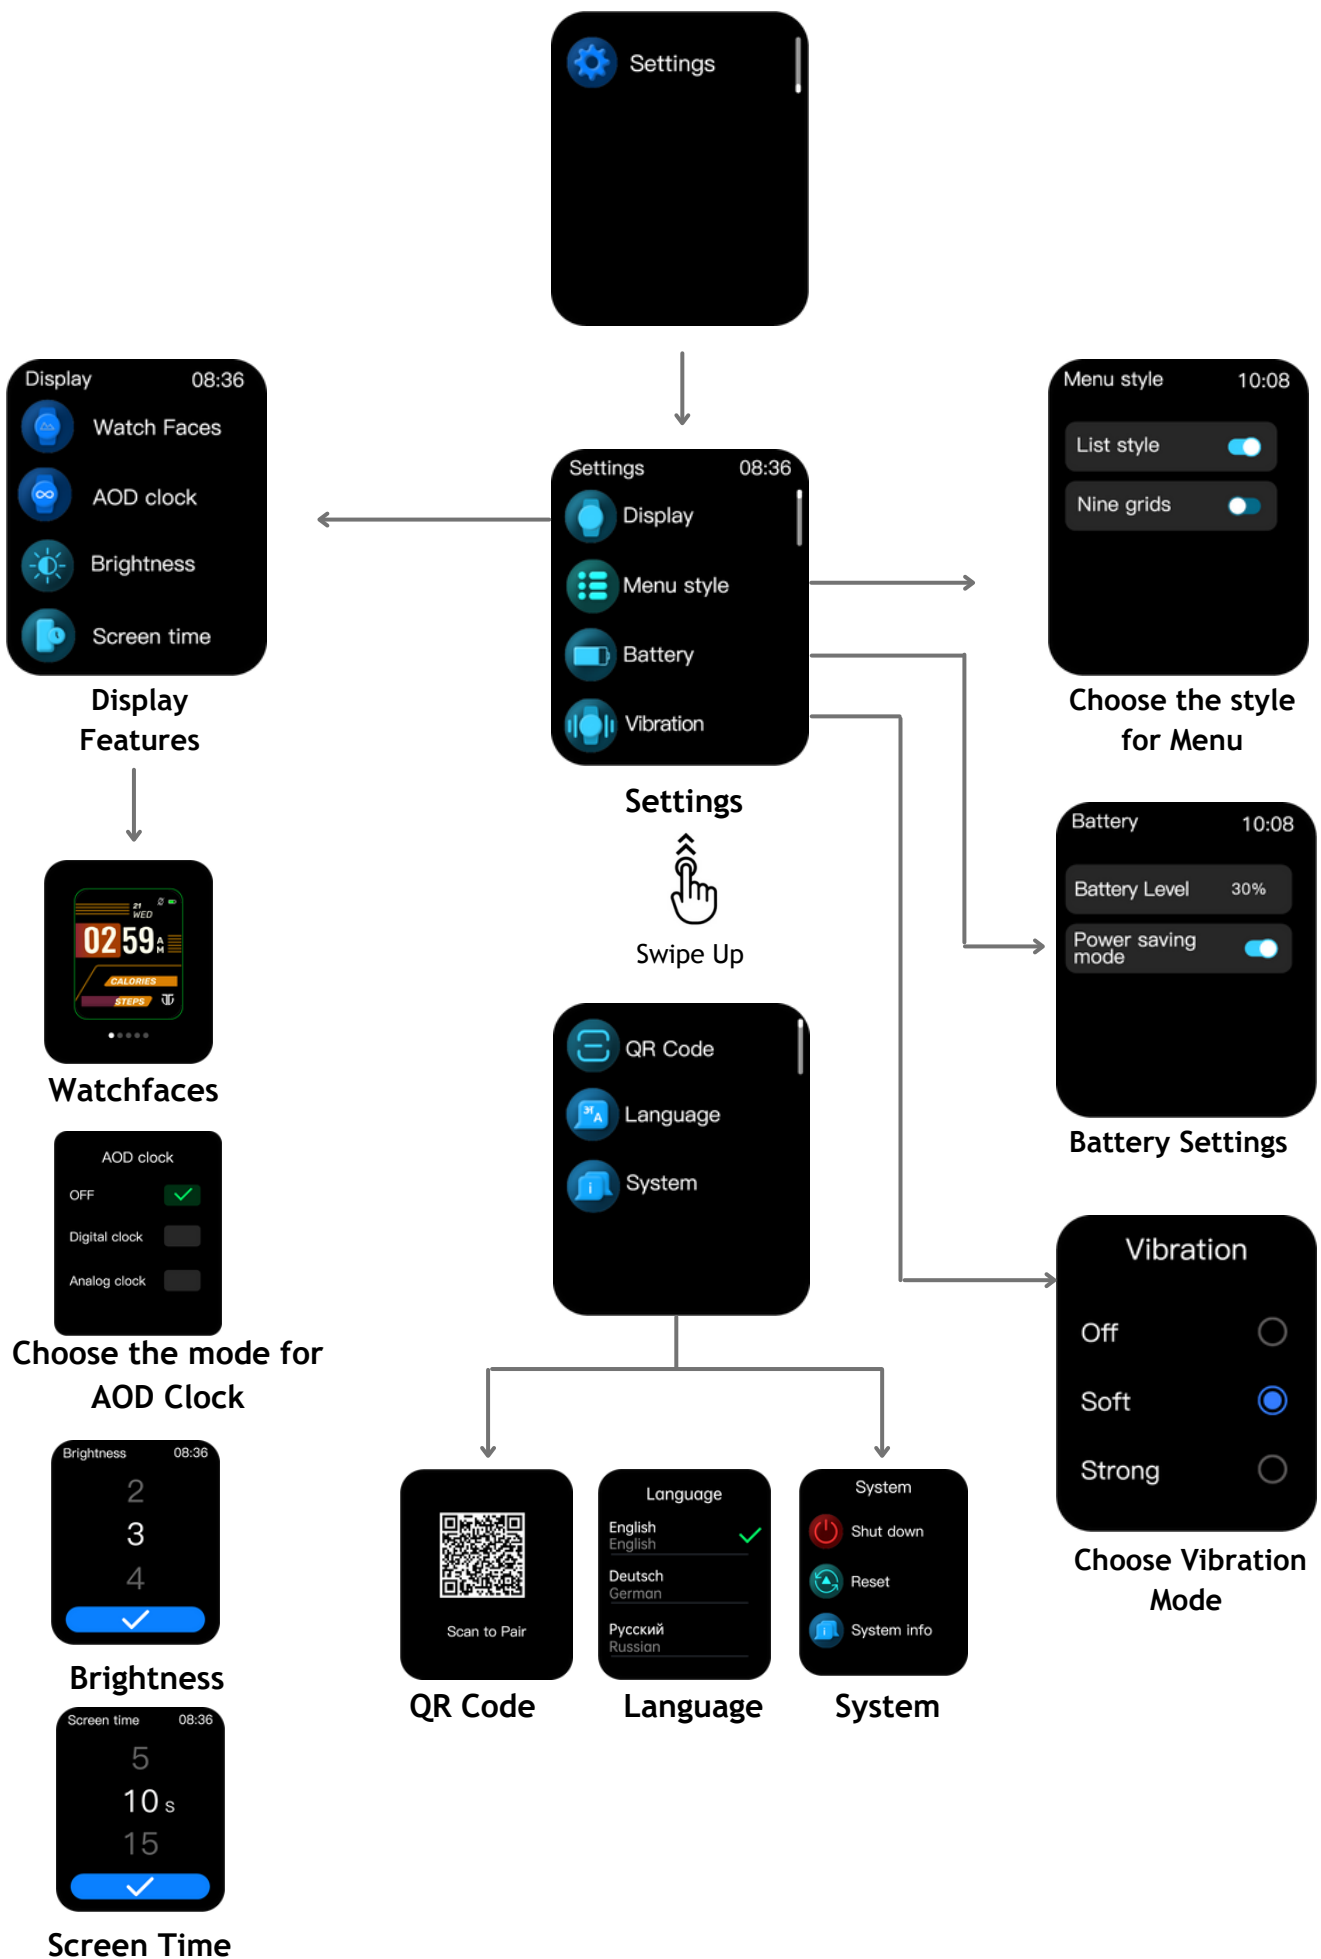 Settings
Display 08:36
Watch Faces
AOD clock
Brightness
Screen time
Display
Features
Settings 08:36
Display
Menu style
Battery
Vibration
Settings
Swipe Up
Menu style 10:08
List style
Nine grids
Choose the style
for Menu
Battery 10:08
Battery Level 30%
Power saving
mode
Battery Settings
21
WED
02 59 A
M
CALORIES
STEPS
Watchfaces
AOD clock
OFF
Digital clock
Analog clock
Choose the mode for
AOD Clock
Brightness 08:36
2
3
4
Brightness
Screen time 08:36
5
10 s
15
Screen Time
QR Code
अ A
Language
System
Scan to Pair
QR Code
Language
English
English
Deutsch
German
Русский
Russian
Language
System
Shut down
Reset
System info
System
Vibration
Off
Soft
Strong
Choose Vibration
Mode